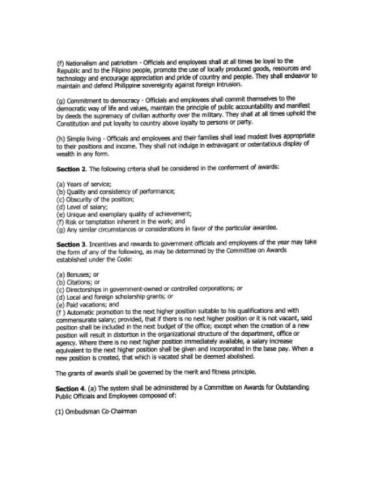 (f) Nationalism and patriotism - Officials and employees shall at all times be loyal to the
Republic and to the Filipino people, promote the use of locally produced goods, resources and
technology and encourage appreciation and pride of country and people. They shall endeavor to
maintain and defend Philippine sovereignty against foreign intrusion.
(g) Commitment to democracy - Officials and employees shall commit themselves to the
democratic way of life and values, maintain the principle of public accountability and manifest
by deeds the supremacy of civilian authority over the military. They shall at all times uphold the
Constitution and put loyalty to country above loyalty to persons or party.
(h) Simple living - Officials and employees and their families shall lead modest lives appropriate
to their positions and income. They shall not indulge in extravagant or ostentatious display of
wealth in any form.
Section 2. The following criteria shall be considered in the conferment of awards:
(a) Years of service;
(b) Quality and consistency of performance;
(c) Obscurity of the position;
(d) Level of salary;
(e) Unique and exemplary quality of achievement;
(f) Risk or temptation inherent in the work; and
(g) Any similar circumstances or considerations in favor of the particular awardee.
Section 3. Incentives and rewards to government officials and employees of the year may take
the form of any of the following, as may be determined by the Committee on Awards
established under the Code:
(a) Bonuses; or
(b) Citations; or
(c) Directorships in government-owned or controlled corporations; or
(d) Local and foreign scholarship grants; or
(e) Paid vacations; and
(f ) Automatic promotion to the next higher position suitable to his qualifications and with
commensurate salary; provided, that if there is no next higher position or it is not vacant, said
position shall be included in the next budget of the office; except when the creation of a new
position will result in distortion in the organizational structure of the department, office or
agency. Where there is no next higher position immediately available, a salary increase
equivalent to the next higher position shall be given and incorporated in the base pay. When a
new position is created, that which is vacated shall be deemed abolished.
The grants of awards shall be governed by the merit and fitness principle.
Section 4. (a) The system shall be administered by a Committee on Awards for Outstanding
Public Officials and Employees composed of:
(1) Ombudsman Co-Chairman